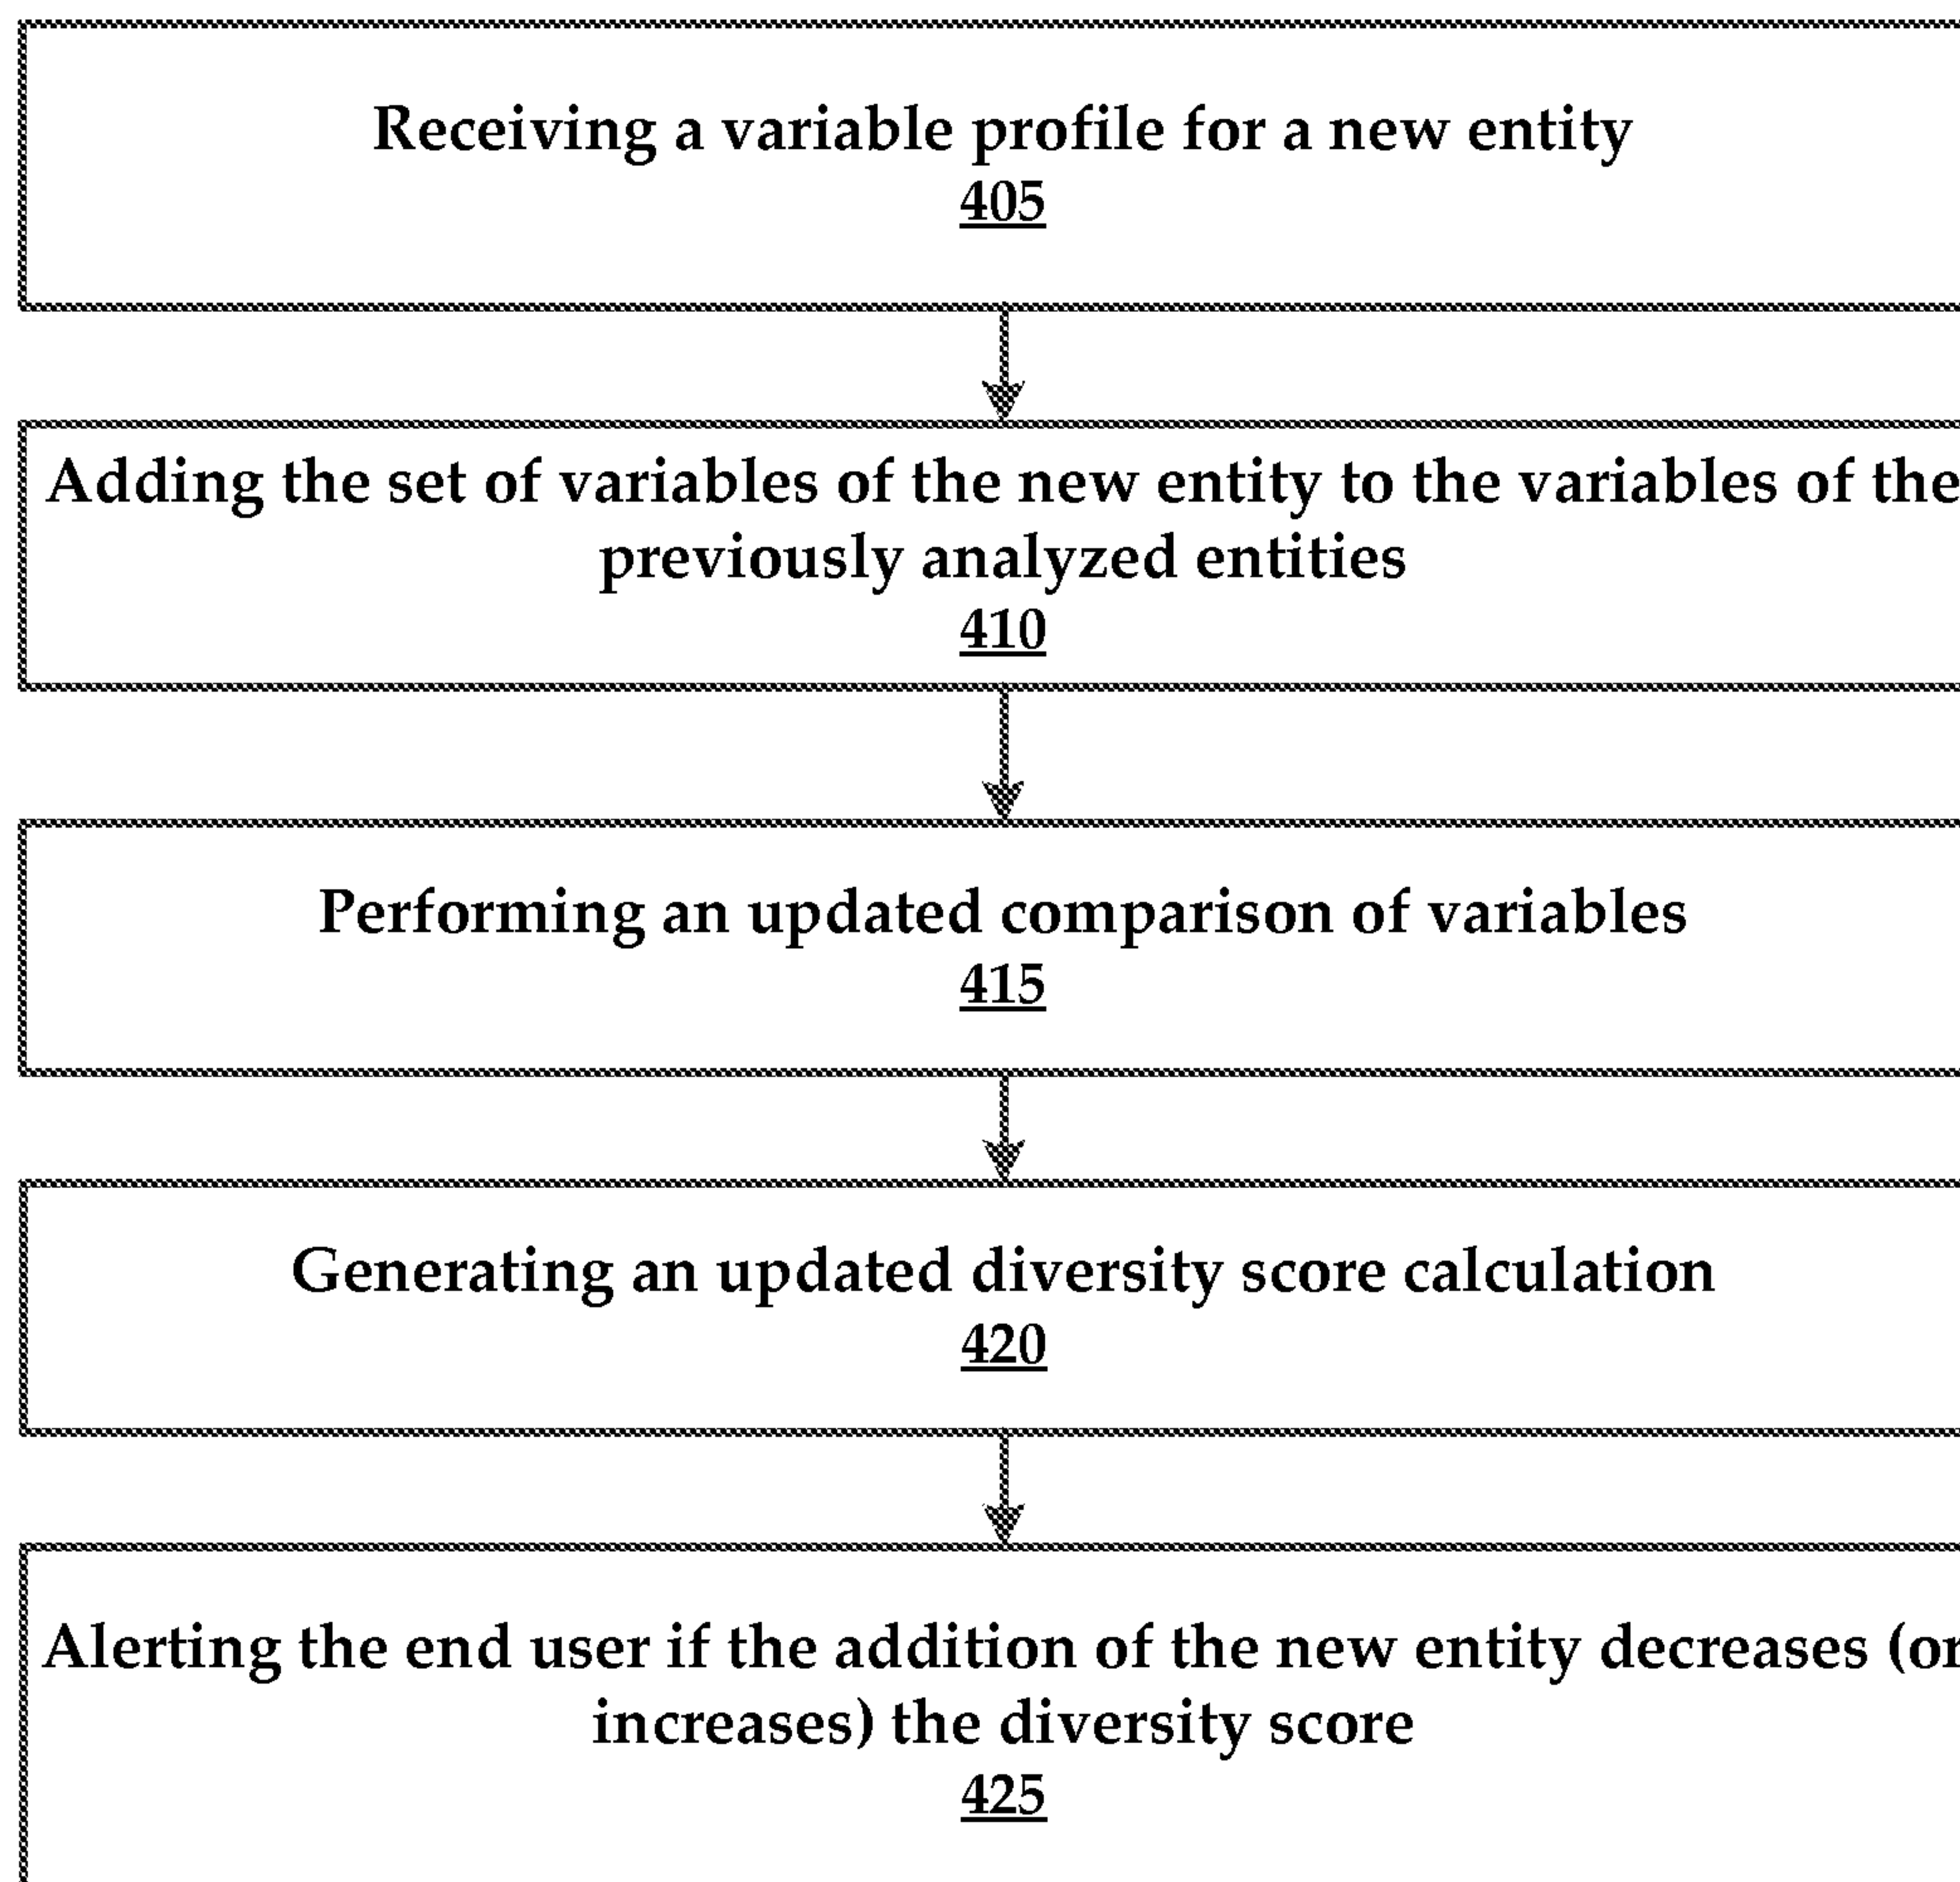 Receiving a variable profile for a new entity
405
Adding the set of variables of the new entity to the variables of the
previously analyzed entities
410
Performing an updated comparison of variables
415
Generating an updated diversity score calculation
420
Alerting the end user if the addition of the new entity decreases (or
increases) the diversity score
425